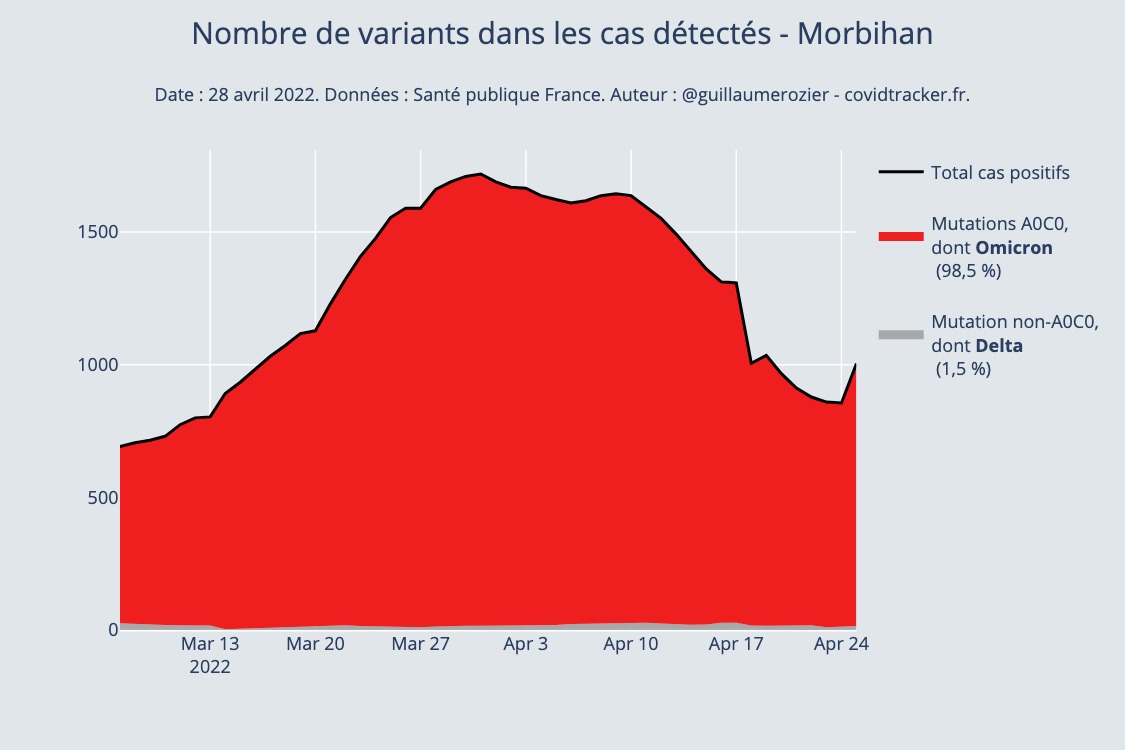 Nombre de variants dans les cas détectés - Morbihan
Date : 28 avril 2022. Données : Santé publique France. Auteur : @guillaumerozier - covidtracker.fr.
Total cas positifs
Mutations A0C0,
dont Omicron
(98,5 %)
Mutation non-A0C0,
dont Delta
(1,5 %)
1500
1000
500
0
Mar 13
2022
Mar 20
Mar 27
Apr 3
Apr 10
Apr 17
Apr 24